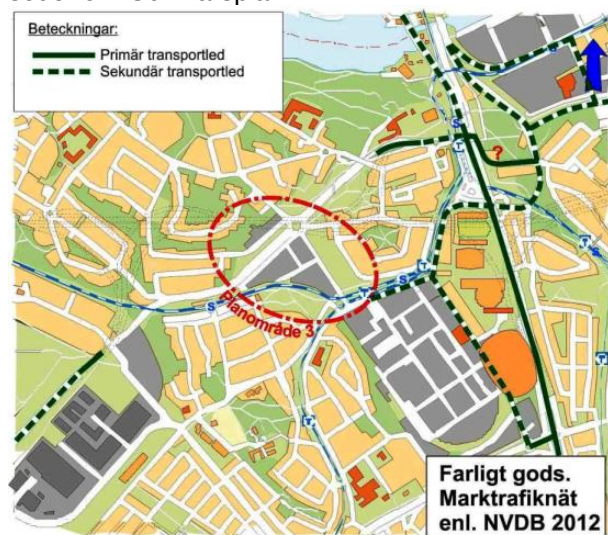 Beteckningar:
Primär transportled
Sekundär transportled
S
T
?
T
S
T
S
T
S
T
Planområde 3
T
Farligt gods.
Marktrafiknät
enl. NVDB 2012